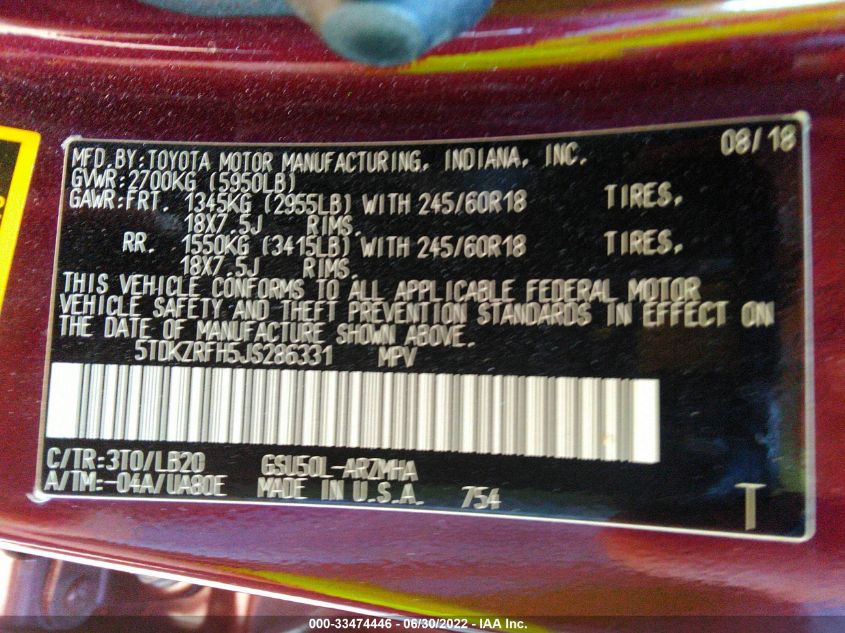 08/18
MFD. BY: TOYOTA MOTOR MANUFACTURING, INDIANA, INC.
GVWR: 2700KG (5950LB)
GAWR: FRT. 1345KG (2955LB) WITH 245/60R18 TIRES,
18X7.5J RIMS.
RR. 1550KG (3415LB) WITH 245/60R18 TIRES,
18X7.5J RIMS.
THIS VEHICLE CONFORMS TO ALL APPLICABLE FEDERAL MOTOR
VEHICLE SAFETY AND THEFT PREVENTION STANDARDS IN EFFECT ON
THE DATE OF MANUFACTURE SHOWN ABOVE.
5TDKZRFH5JS286331 MPV
C/TR: 3T0/LB20 GSU50L-ARZMHA
A/TM: -04A/UA80E MADE IN U.S.A. 754
T
000-33474446 - 06/30/2022 - IAA Inc.